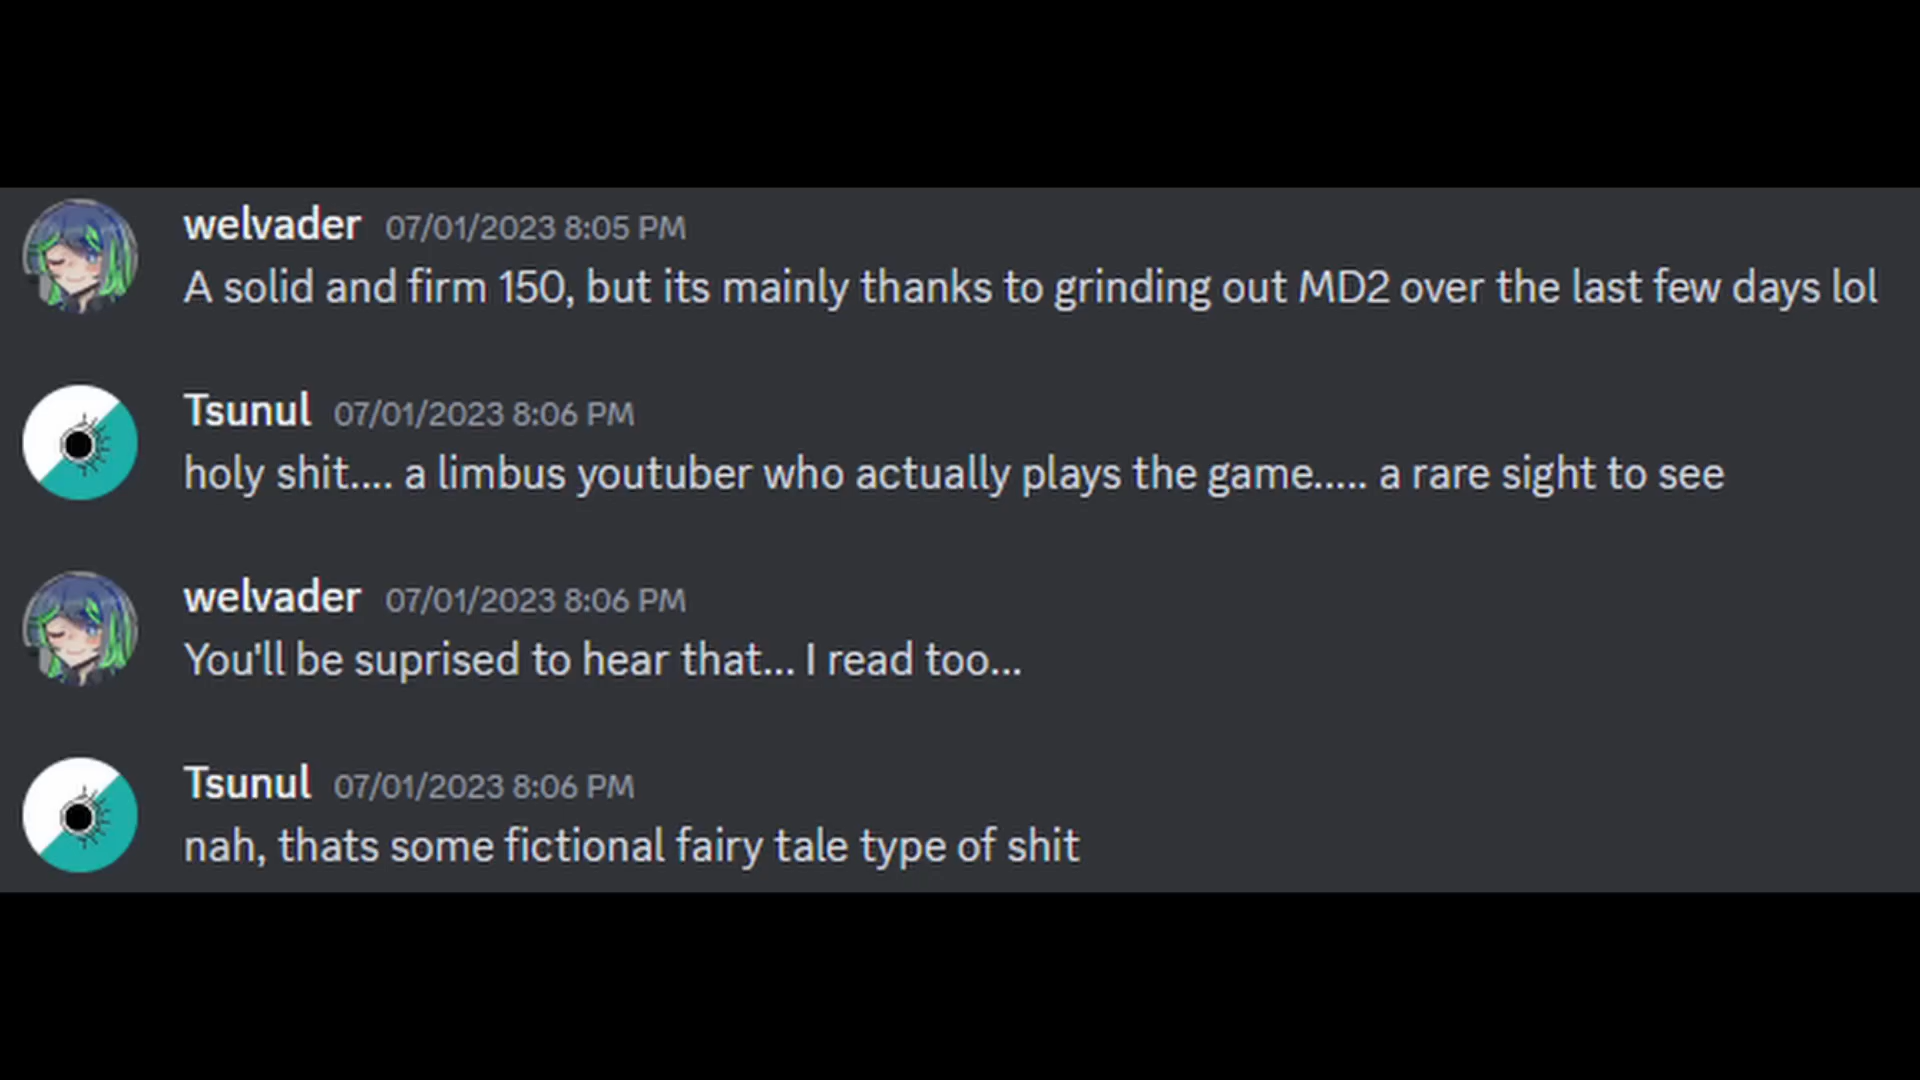 welvader 07/01/2023 8:05 PM
A solid and firm 150, but its mainly thanks to grinding out MD2 over the last few days lol
Tsunul 07/01/2023 8:06 PM
holy shit.... a limbus youtuber who actually plays the game..... a rare sight to see
welvader 07/01/2023 8:06 PM
You'll be suprised to hear that... I read too...
Tsunul 07/01/2023 8:06 PM
nah, thats some fictional fairy tale type of shit